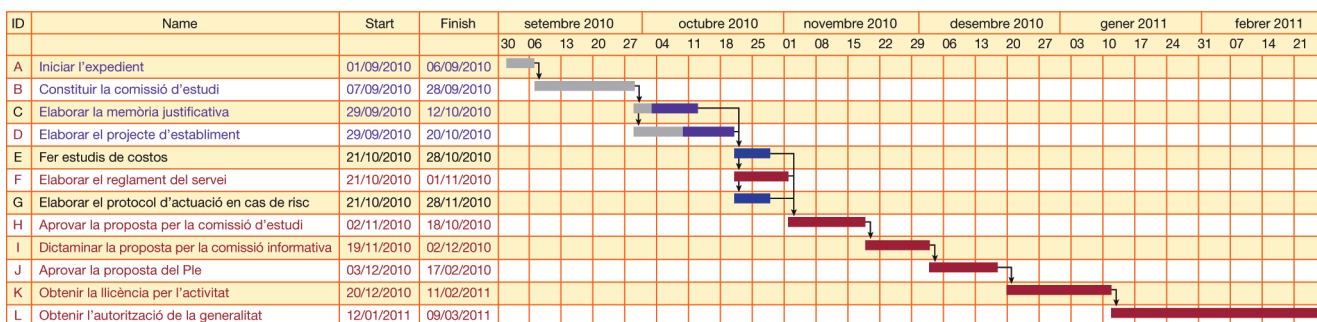 ID Name Start Finish setembre 2010 octubre 2010 novembre 2010 desembre 2010 gener 2011 febrer 2011
30 06 13 20 27 04 11 18 25 01 08 15 22 29 06 13 20 27 03 10 17 24 31 07 14 21
A Iniciar l'expedient 01/09/2010 06/09/2010
B Constituir la comissió d'estudi 07/09/2010 28/09/2010
C Elaborar la memòria justificativa 29/09/2010 12/10/2010
D Elaborar el projecte d'establiment 29/09/2010 20/10/2010
E Fer estudis de costos 21/10/2010 28/10/2010
F Elaborar el reglament del servei 21/10/2010 01/11/2010
G Elaborar el protocol d'actuació en cas de risc 21/10/2010 28/11/2010
H Aprovar la proposta per la comissió d'estudi 02/11/2010 18/10/2010
I Dictaminar la proposta per la comissió informativa 19/11/2010 02/12/2010
J Aprovar la proposta del Ple 03/12/2010 17/02/2010
K Obtenir la llicència per l'activitat 20/12/2010 11/02/2011
L Obtenir l'autorització de la generalitat 12/01/2011 09/03/2011